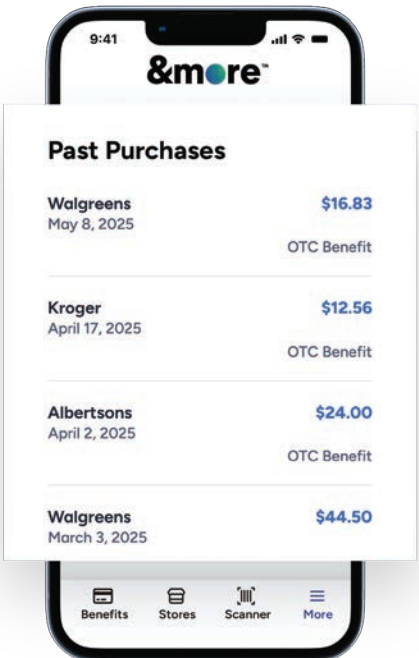 9:41
&more™
Past Purchases
Walgreens $16.83
May 8, 2025
OTC Benefit
Kroger $12.56
April 17, 2025
OTC Benefit
Albertsons $24.00
April 2, 2025
OTC Benefit
Walgreens $44.50
March 3, 2025
Benefits Stores Scanner More